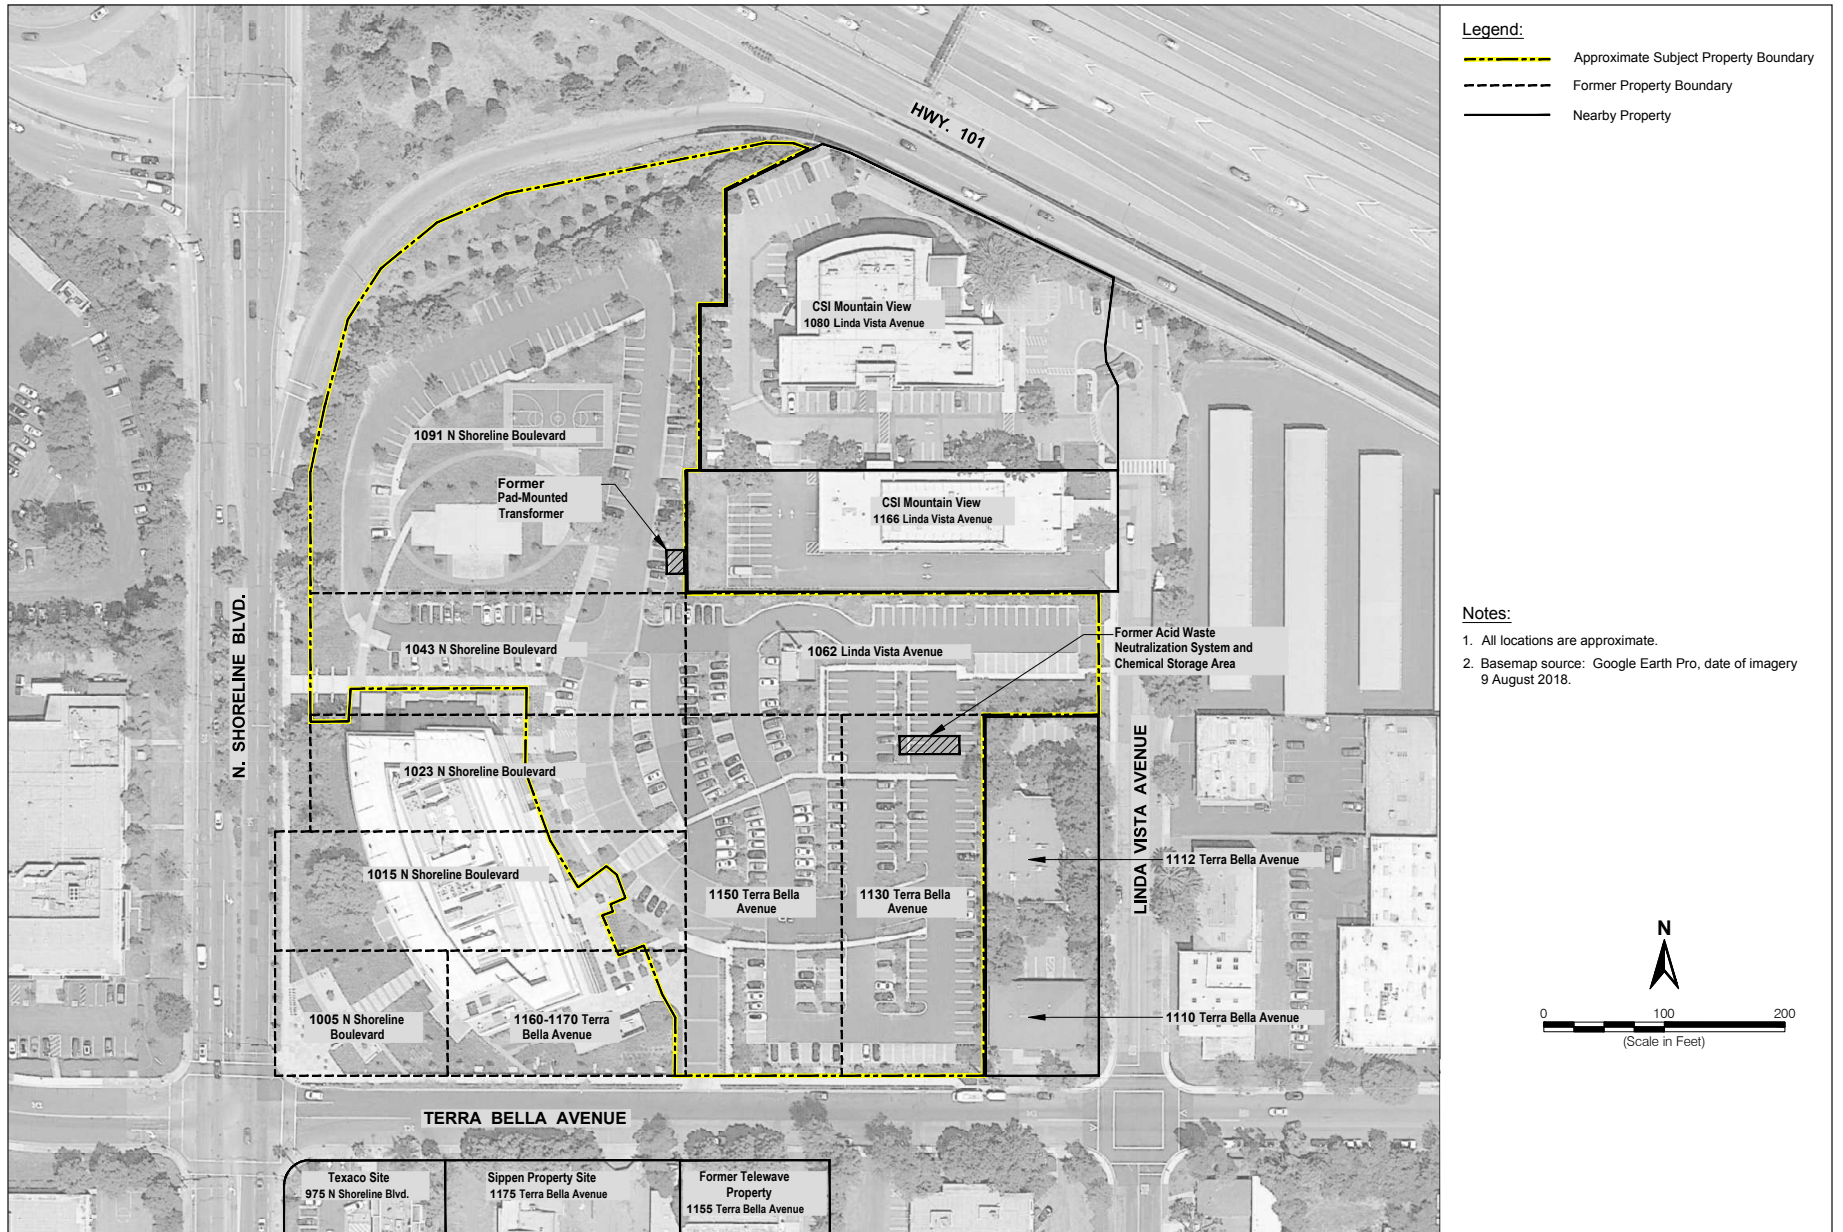 Legend:
Approximate Subject Property Boundary
Former Property Boundary
Nearby Property
HWY. 101
CSI Mountain View
1080 Linda Vista Avenue
1091 N Shoreline Boulevard
Former
Pad-Mounted
Transformer
CSI Mountain View
1166 Linda Vista Avenue
N. SHORELINE BLVD.
1043 N Shoreline Boulevard
1062 Linda Vista Avenue
Former Acid Waste
Neutralization System and
Chemical Storage Area
Notes:
1. All locations are approximate.
2. Basemap source: Google Earth Pro, date of imagery
9 August 2018.
1023 N Shoreline Boulevard
LINDA VISTA AVENUE
1015 N Shoreline Boulevard
1150 Terra Bella
Avenue
1130 Terra Bella
Avenue
1112 Terra Bella Avenue
1005 N Shoreline
Boulevard
1160-1170 Terra
Bella Avenue
1110 Terra Bella Avenue
N
0 100 200
(Scale in Feet)
TERRA BELLA AVENUE
Texaco Site
975 N Shoreline Blvd.
Sippen Property Site
1175 Terra Bella Avenue
Former Telewave
Property
1155 Terra Bella Avenue